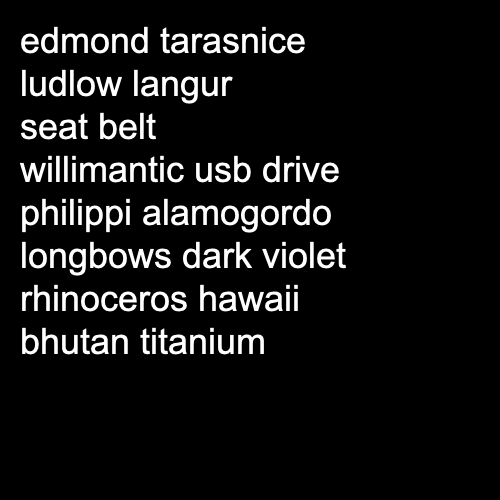 edmond tarasnice
ludlow langur
seat belt
willimantic usb drive
philippi alamogordo
longbows dark violet
rhinoceros hawaii
bhutan titanium